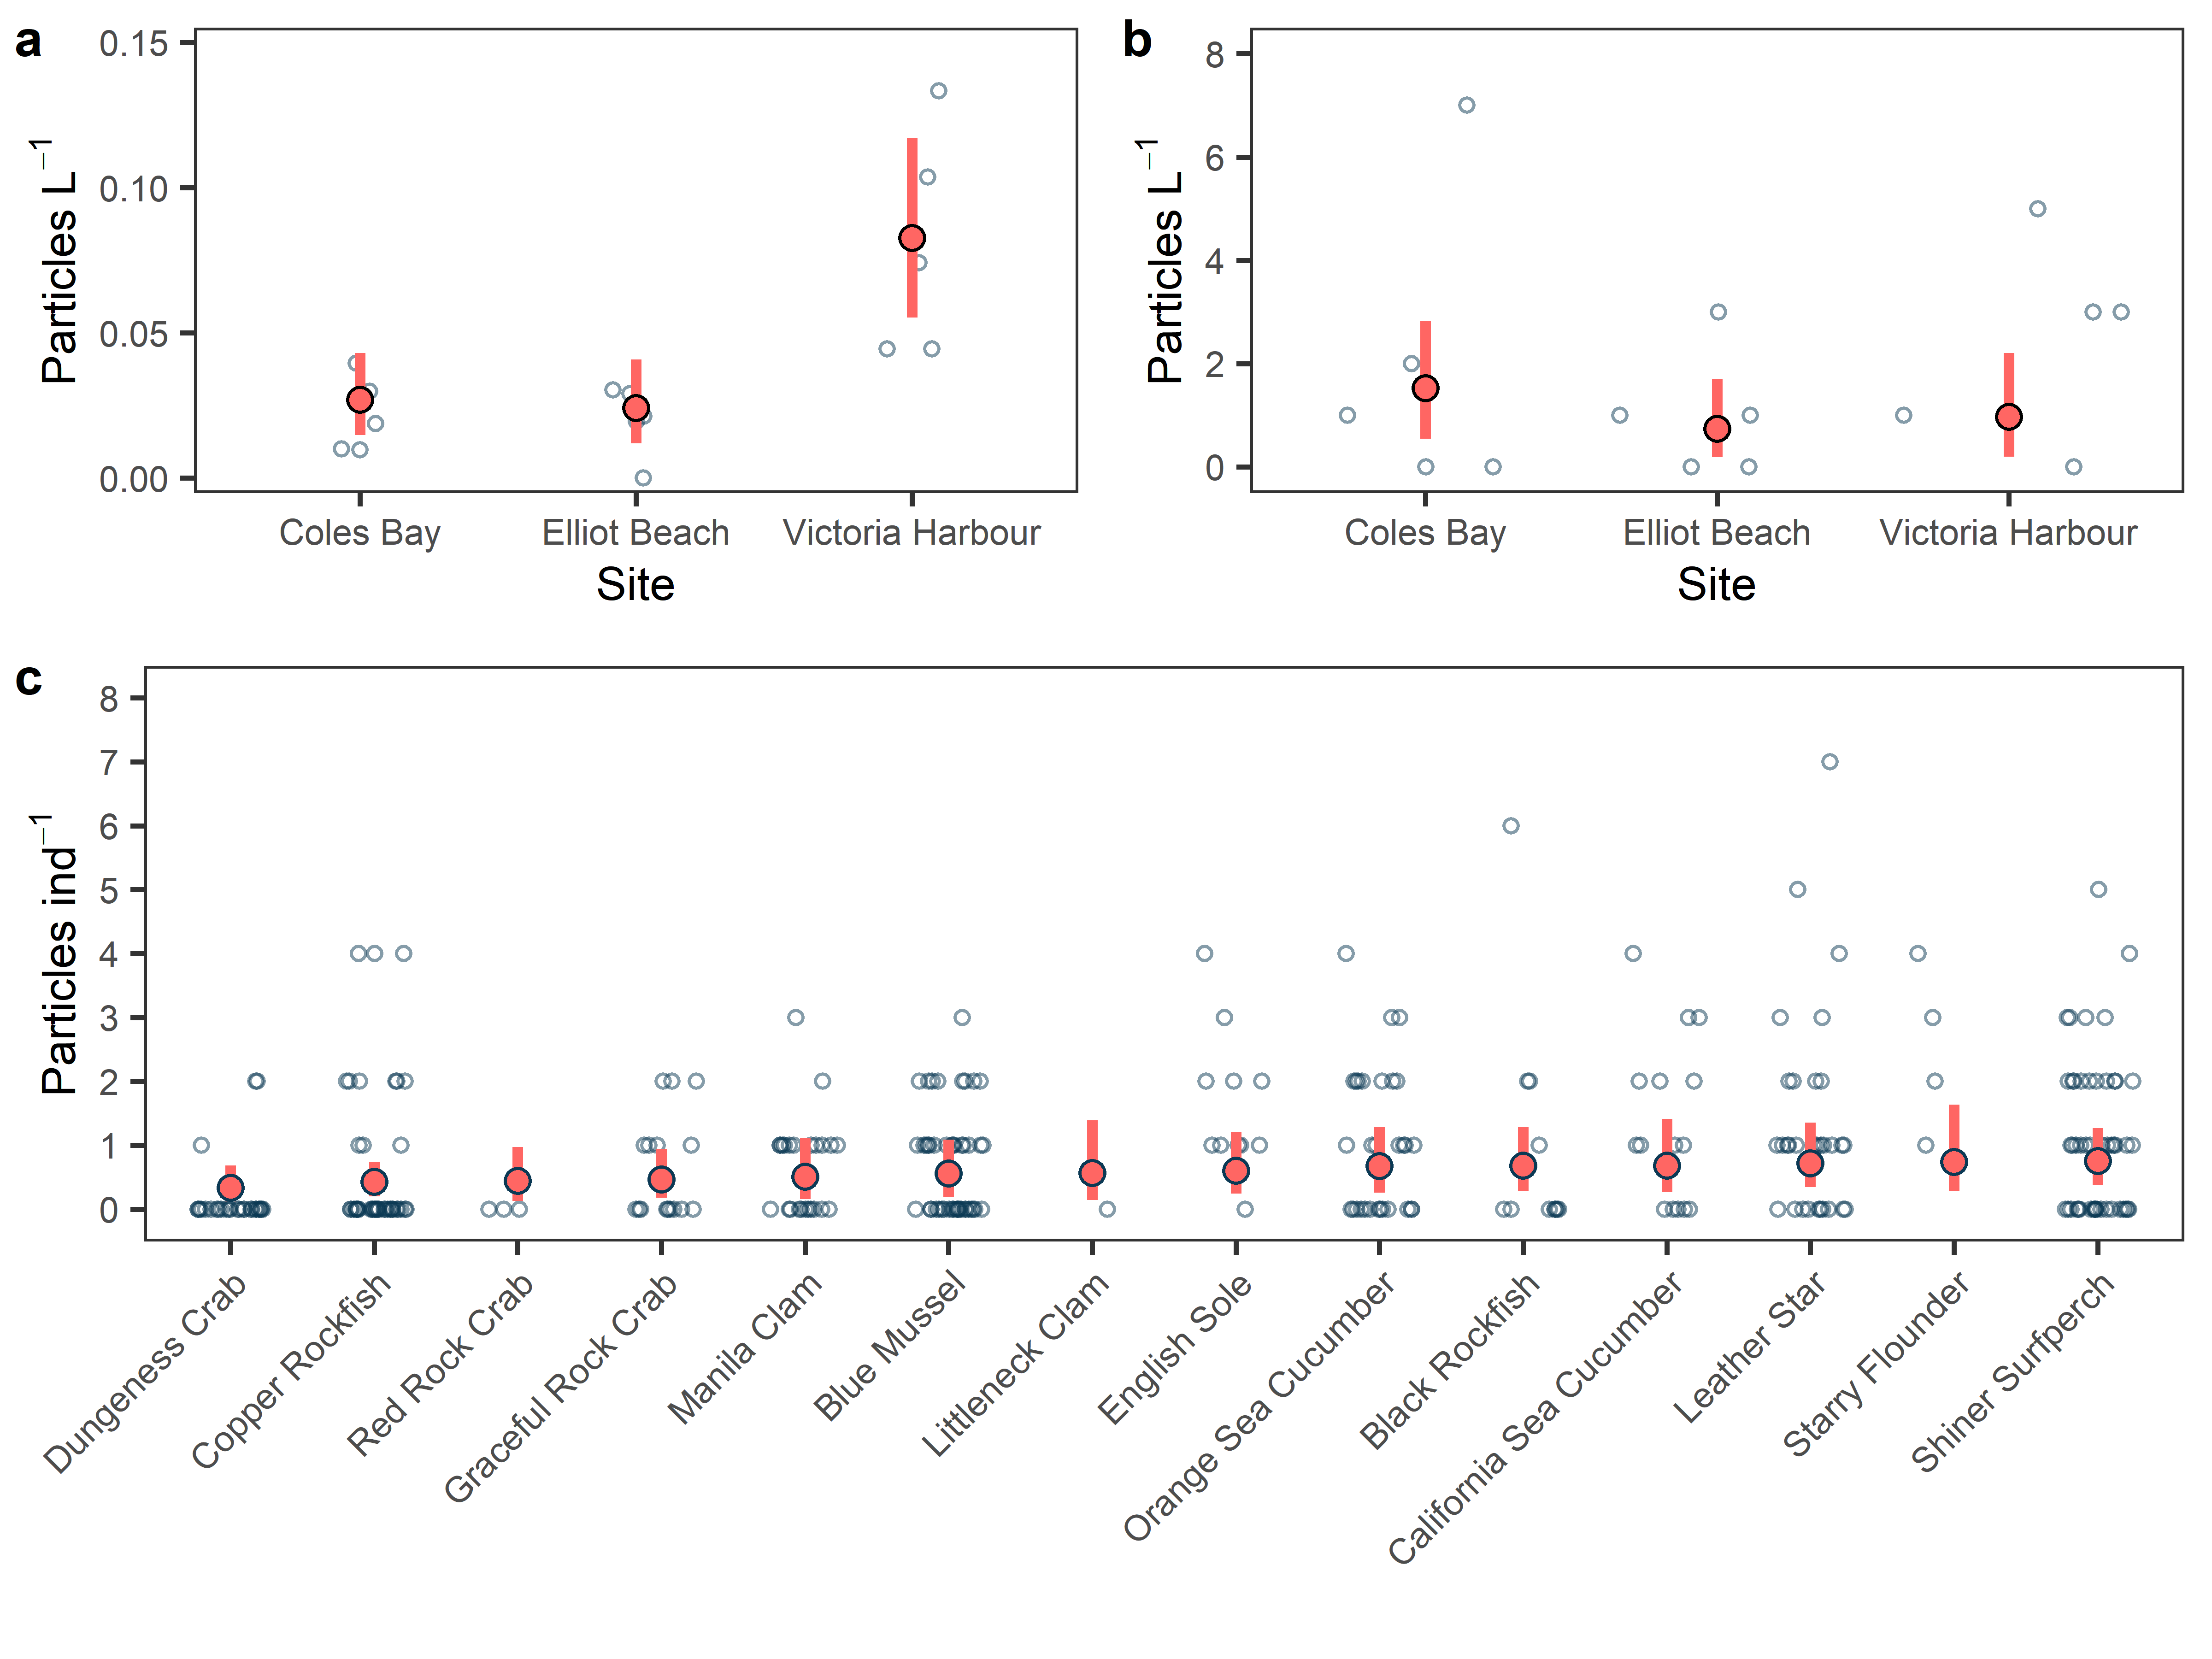 a
0.15
0.10
0.05
0.00
Particles L⁻¹
Coles Bay
Elliot Beach
Victoria Harbour
Site
b
8
6
4
2
0
Particles L⁻¹
Coles Bay
Elliot Beach
Victoria Harbour
Site
c
8
7
6
5
4
3
2
1
0
Particles ind⁻¹
Dungeness Crab
Copper Rockfish
Red Rock Crab
Graceful Rock Crab
Manila Clam
Blue Mussel
Littleneck Clam
English Sole
Orange Sea Cucumber
Black Rockfish
California Sea Cucumber
Leather Star
Starry Flounder
Shiner Surfperch